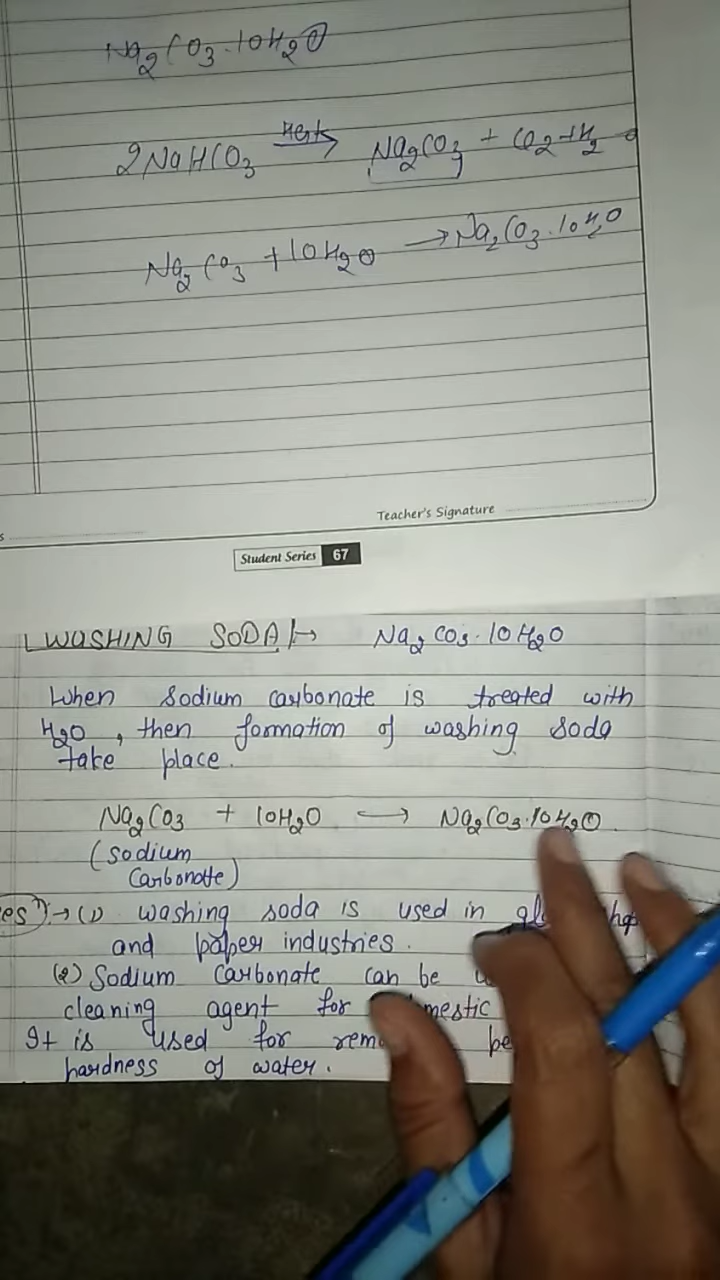 Na₂CO₃.10H₂O
2NaHCO₃ Heat→ Na₂CO₃ + CO₂ + H₂O
Na₂CO₃ + 10H₂O → Na₂CO₃.10H₂O
Teacher's Signature
s
Student Series 67
WASHING SODA → Na₂CO₃.10H₂O
When Sodium carbonate is treated with
H₂O, then formation of washing soda
take place.
Na₂CO₃ + 10H₂O → Na₂CO₃.10H₂O.
(Sodium
Carbonate)
es → (1) washing soda is used in
and paper industries.
(2) Sodium Carbonate can be
cleaning agent for
It is used for
hardness of water.